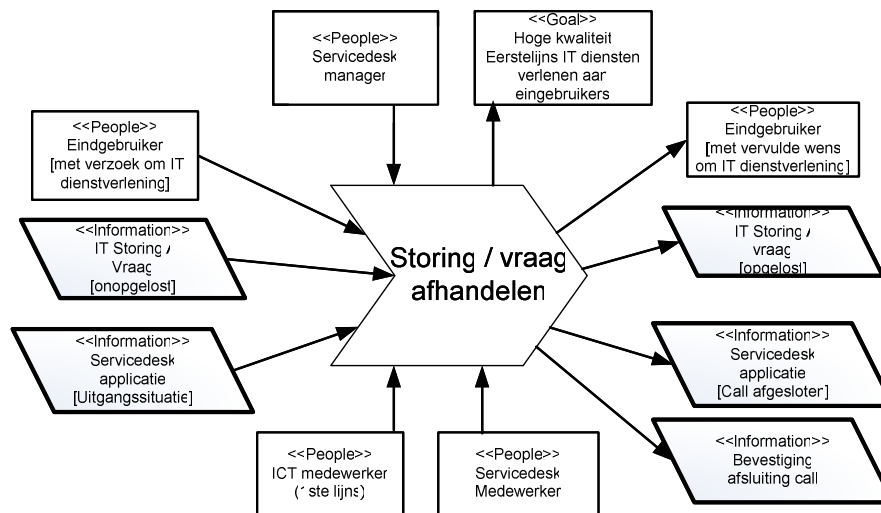 <<People>>
Servicedesk
manager
<<Goal>>
Hoge kwaliteit
Eerstelijns IT diensten
verlenen aan
eingebruikers
<<People>>
Eindgebruiker
[met verzoek om IT
dienstverlening]
<<People>>
Eindgebruiker
[met vervulde wens
om IT dienstverlening]
<<Information>>
IT Storing /
Vraag
[onopgelost]
<<Information>>
IT Storing /
vraag
[opgelost]
Storing / vraag
afhandelen
<<Information>>
Servicedesk
applicatie
[Uitgangssituatie]
<<Information>>
Servicedesk
applicatie
[Call afgesloten]
<<Information>>
Bevestiging
afsluiting call
<<People>>
ICT medewerker
(1ste lijns)
<<People>>
Servicedesk
Medewerker